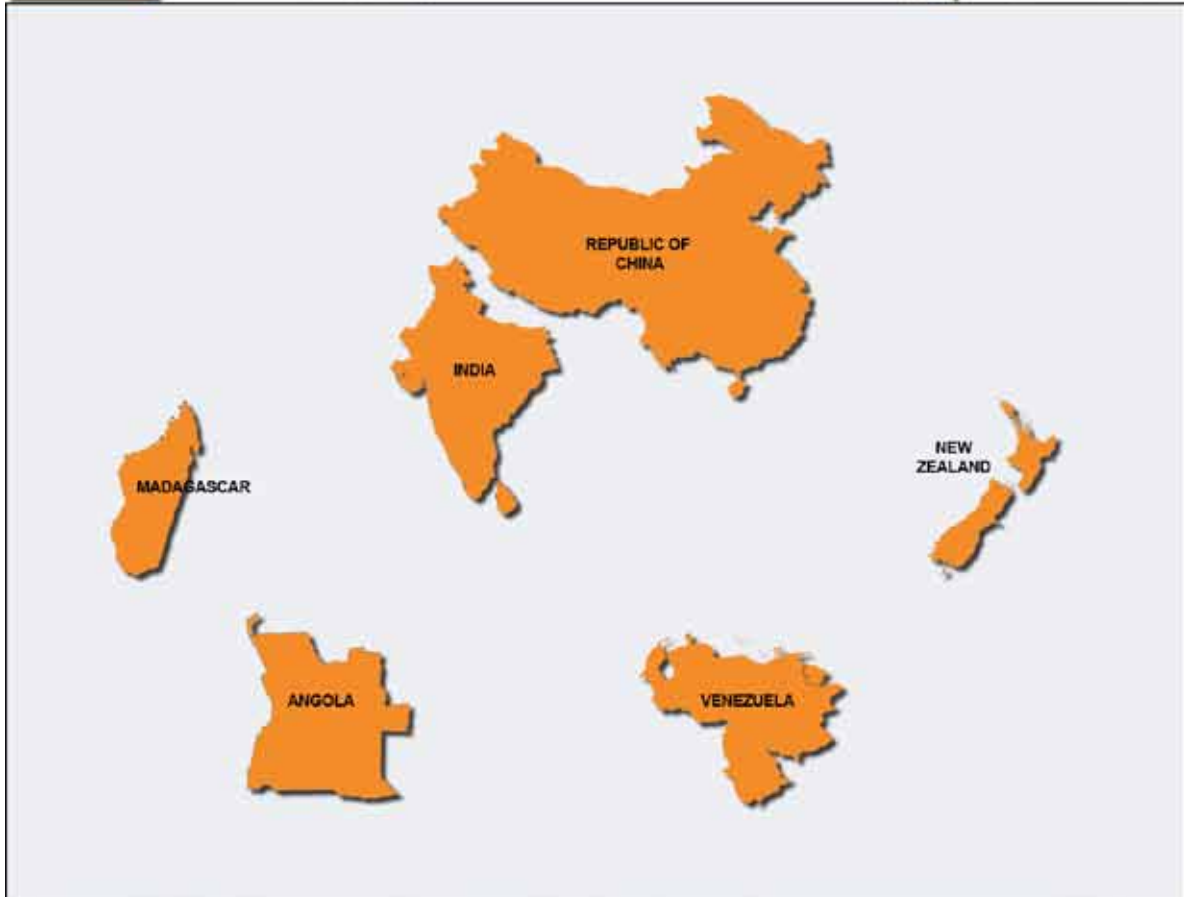 REPUBLIC OF
CHINA
INDIA
MADAGASCAR
NEW
ZEALAND
ANGOLA
VENEZUELA